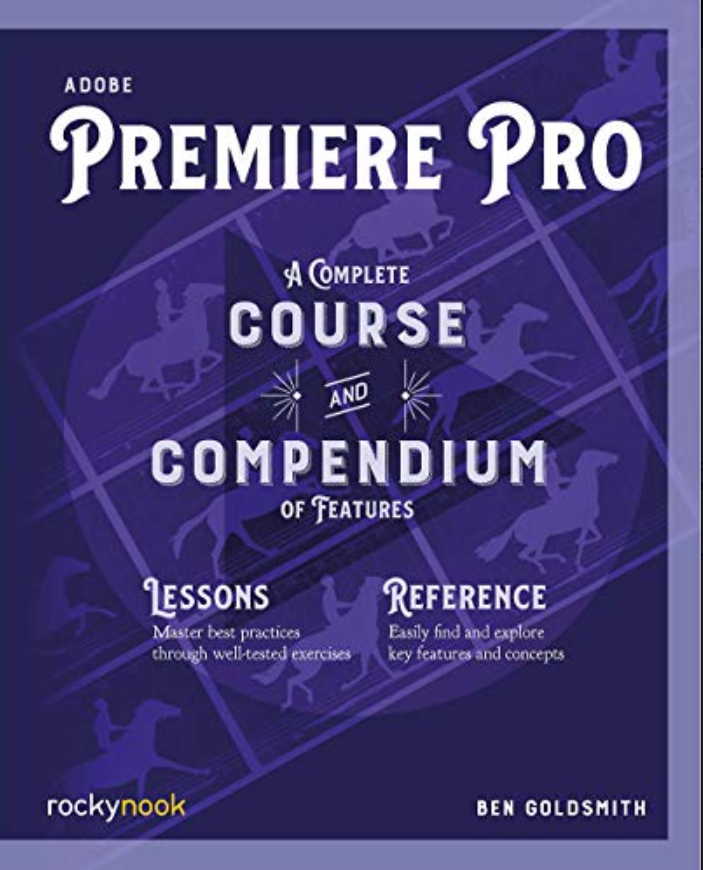 ADOBE
PREMIERE PRO
A COMPLETE
COURSE
AND
COMPENDIUM
OF FEATURES
LESSONS
Master best practices
through well-tested exercises
REFERENCE
Easily find and explore
key features and concepts
rockynook
BEN GOLDSMITH